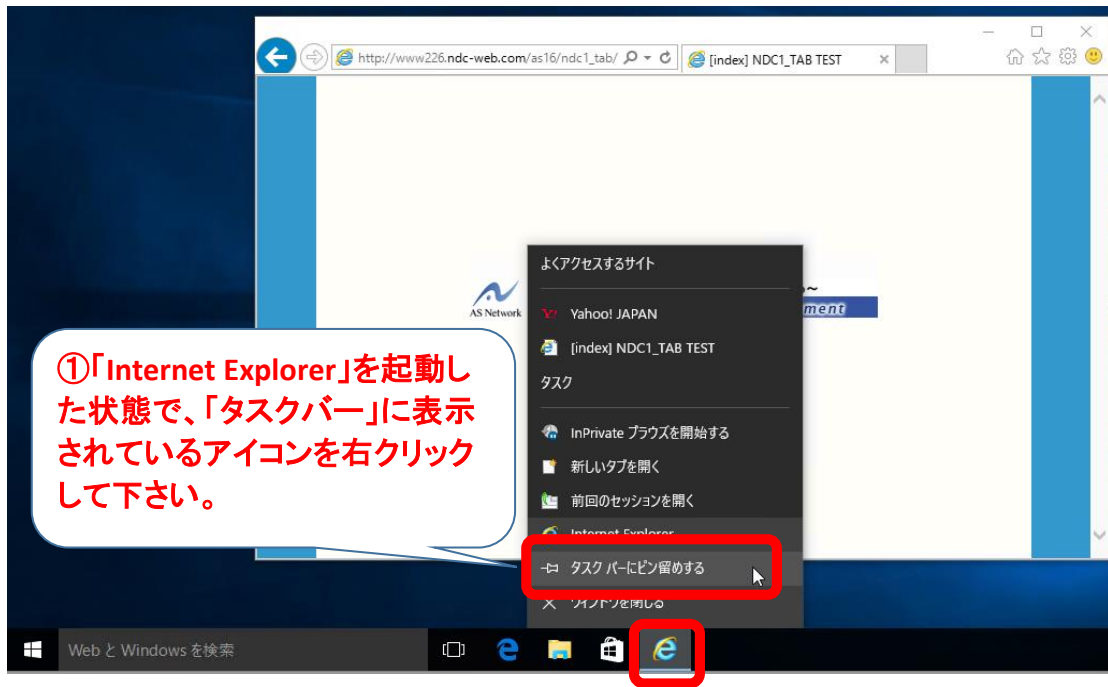 http://www226.ndc-web.com/as16/ndc1_tab/
[index] NDC1_TAB TEST
よくアクセスするサイト
AS Network
ment
Yahoo! JAPAN
[index] NDC1_TAB TEST
タスク
InPrivate ブラウズを開始する
新しいタブを開く
前回のセッションを開く
Internet Explorer
タスク バーにピン留めする
ウィンドウを閉じる
①「Internet Explorer」を起動し
た状態で、「タスクバー」に表示
されているアイコンを右クリック
して下さい。
Web と Windows を検索